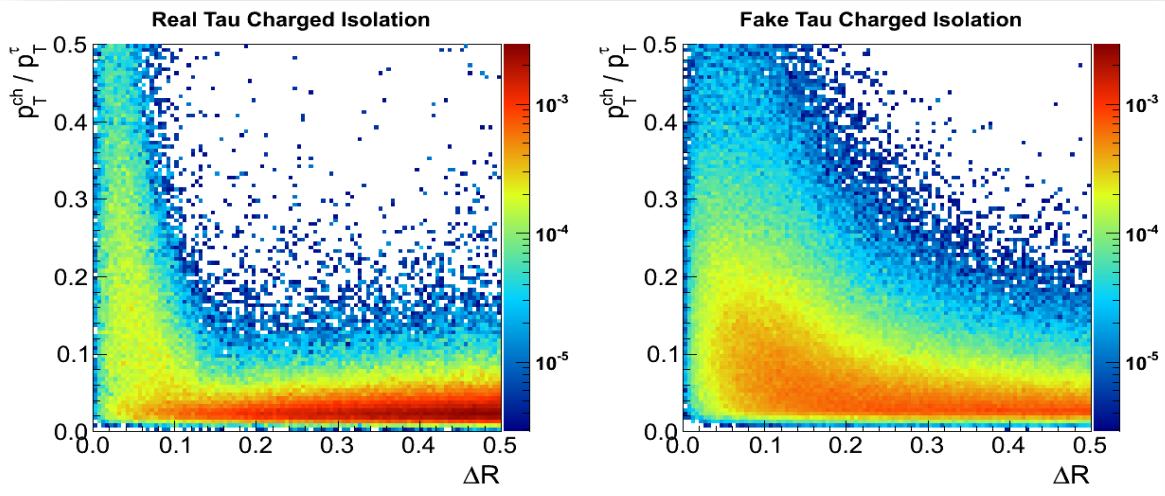 Real Tau Charged Isolation
p_T^ch / p_T^τ
0.5
0.4
0.3
0.2
0.1
0.0
0.0 0.1 0.2 0.3 0.4 0.5
ΔR
10^-3
10^-4
10^-5
Fake Tau Charged Isolation
p_T^ch / p_T^τ
0.5
0.4
0.3
0.2
0.1
0.0
0.0 0.1 0.2 0.3 0.4 0.5
ΔR
10^-3
10^-4
10^-5